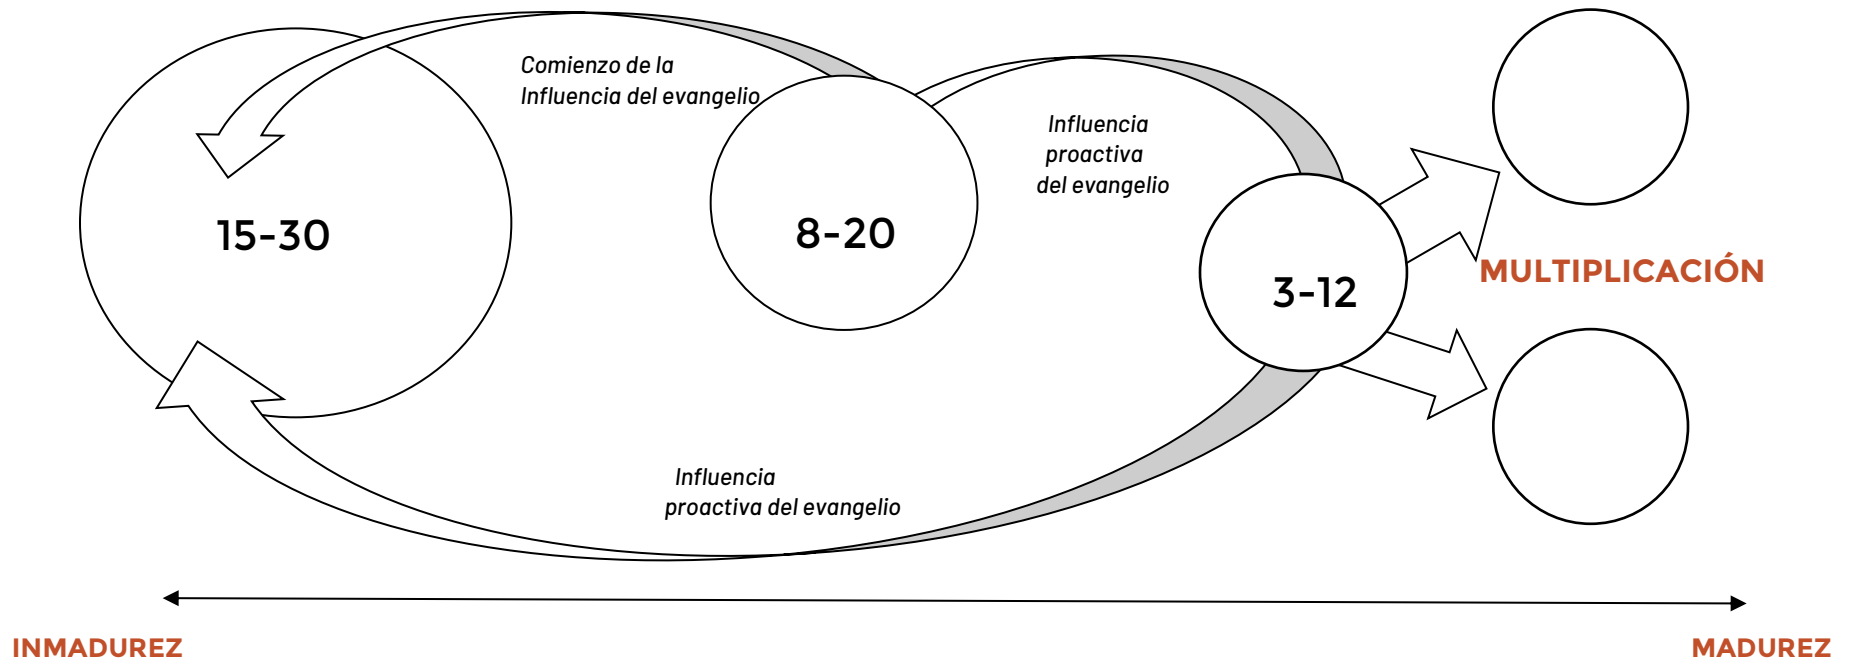 Comienzo de la
Influencia del evangelio
Influencia
proactiva
del evangelio
15-30
8-20
3-12
MULTIPLICACIÓN
Influencia
proactiva del evangelio
INMADUREZ
MADUREZ